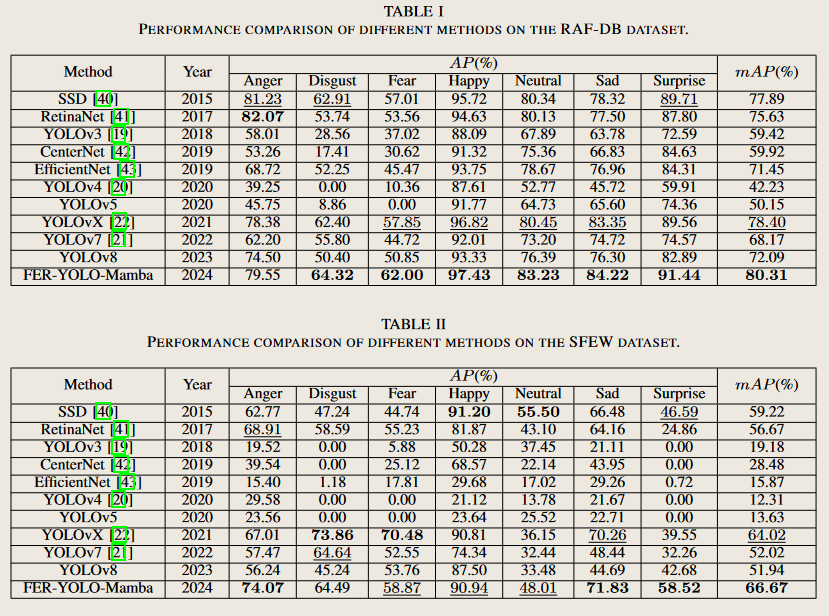 TABLE I
PERFORMANCE COMPARISON OF DIFFERENT METHODS ON THE RAF-DB DATASET.
Method Year AP(%) mAP(%)
Anger Disgust Fear Happy Neutral Sad Surprise
SSD [40] 2015 81.23 62.91 57.01 95.72 80.34 78.32 89.71 77.89
RetinaNet [41] 2017 82.07 53.74 53.56 94.63 80.13 77.50 87.80 75.63
YOLOv3 [19] 2018 58.01 28.56 37.02 88.09 67.89 63.78 72.59 59.42
CenterNet [42] 2019 53.26 17.41 30.62 91.32 75.36 66.83 84.63 59.92
EfficientNet [43] 2019 68.72 52.25 45.47 93.75 78.67 76.96 84.31 71.45
YOLOv4 [20] 2020 39.25 0.00 10.36 87.61 52.77 45.72 59.91 42.23
YOLOv5 2020 45.75 8.86 0.00 91.77 64.73 65.60 74.36 50.15
YOLOvX [22] 2021 78.38 62.40 57.85 96.82 80.45 83.35 89.56 78.40
YOLOv7 [21] 2022 62.20 55.80 44.72 92.01 73.20 74.72 74.57 68.17
YOLOv8 2023 74.50 50.40 50.85 93.33 76.39 76.30 82.89 72.09
FER-YOLO-Mamba 2024 79.55 64.32 62.00 97.43 83.23 84.22 91.44 80.31
TABLE II
PERFORMANCE COMPARISON OF DIFFERENT METHODS ON THE SFEW DATASET.
Method Year AP(%) mAP(%)
Anger Disgust Fear Happy Neutral Sad Surprise
SSD [40] 2015 62.77 47.24 44.74 91.20 55.50 66.48 46.59 59.22
RetinaNet [41] 2017 68.91 58.59 55.23 81.87 43.10 64.16 24.86 56.67
YOLOv3 [19] 2018 19.52 0.00 5.88 50.28 37.45 21.11 0.00 19.18
CenterNet [42] 2019 39.54 0.00 25.12 68.57 22.14 43.95 0.00 28.48
EfficientNet [43] 2019 15.40 1.18 17.81 29.68 17.02 29.26 0.72 15.87
YOLOv4 [20] 2020 29.58 0.00 0.00 21.12 13.78 21.67 0.00 12.31
YOLOv5 2020 23.56 0.00 0.00 23.64 25.52 22.71 0.00 13.63
YOLOvX [22] 2021 67.01 73.86 70.48 90.81 36.15 70.26 39.55 64.02
YOLOv7 [21] 2022 57.47 64.64 52.55 74.34 32.44 48.44 32.26 52.02
YOLOv8 2023 56.24 45.24 53.76 87.50 33.48 44.69 42.68 51.94
FER-YOLO-Mamba 2024 74.07 64.49 58.87 90.94 48.01 71.83 58.52 66.67